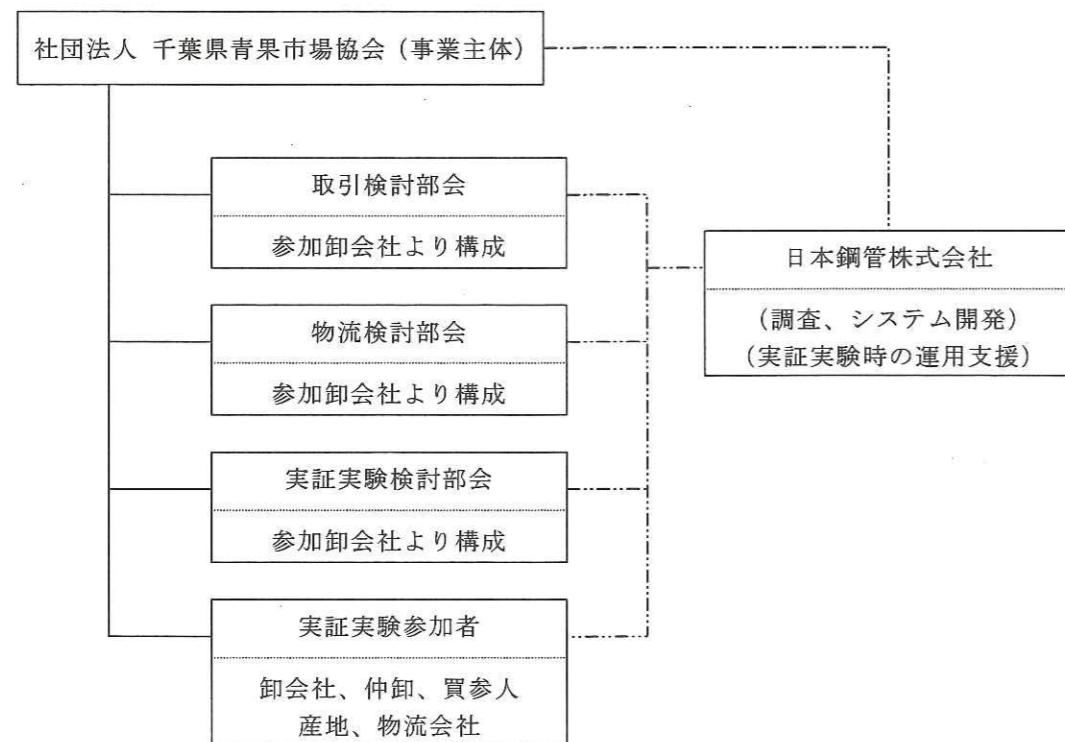 社団法人 千葉県青果市場協会（事業主体）
取引検討部会
参加卸会社より構成
物流検討部会
参加卸会社より構成
実証実験検討部会
参加卸会社より構成
実証実験参加者
卸会社、仲卸、買参人
産地、物流会社
日本鋼管株式会社
（調査、システム開発）
（実証実験時の運用支援）